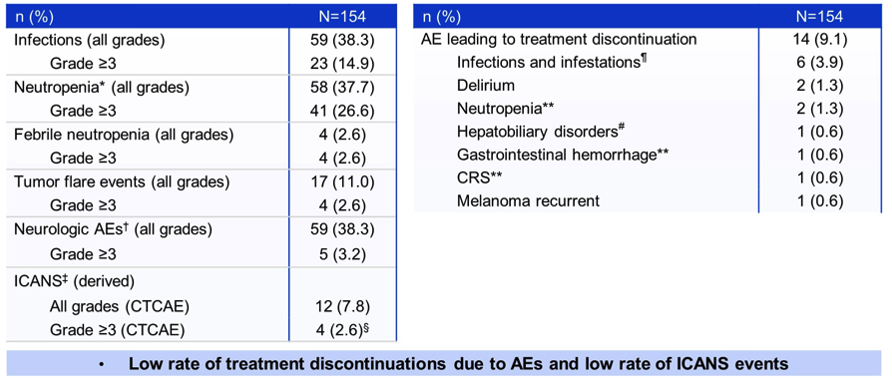 n (%) N=154
Infections (all grades) 59 (38.3)
Grade ≥3 23 (14.9)
Neutropenia* (all grades) 58 (37.7)
Grade ≥3 41 (26.6)
Febrile neutropenia (all grades) 4 (2.6)
Grade ≥3 4 (2.6)
Tumor flare events (all grades) 17 (11.0)
Grade ≥3 4 (2.6)
Neurologic AEs† (all grades) 59 (38.3)
Grade ≥3 5 (3.2)
ICANS‡ (derived)
All grades (CTCAE) 12 (7.8)
Grade ≥3 (CTCAE) 4 (2.6)§
n (%) N=154
AE leading to treatment discontinuation 14 (9.1)
Infections and infestations¶ 6 (3.9)
Delirium 2 (1.3)
Neutropenia** 2 (1.3)
Hepatobiliary disorders# 1 (0.6)
Gastrointestinal hemorrhage** 1 (0.6)
CRS** 1 (0.6)
Melanoma recurrent 1 (0.6)
• Low rate of treatment discontinuations due to AEs and low rate of ICANS events